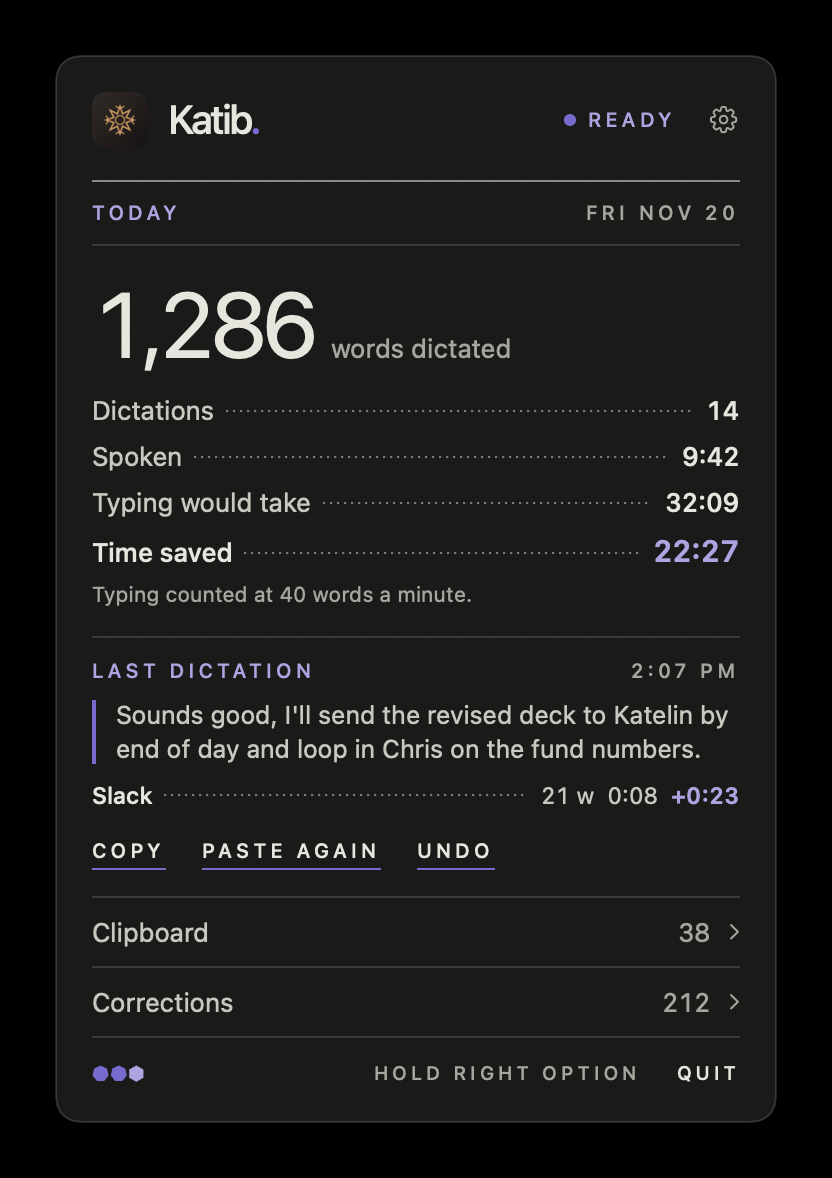 Katib.
READY
TODAY
FRI NOV 20
1,286 words dictated
Dictations 14
Spoken 9:42
Typing would take 32:09
Time saved 22:27
Typing counted at 40 words a minute.
LAST DICTATION
2:07 PM
Sounds good, I'll send the revised deck to Katelin by
end of day and loop in Chris on the fund numbers.
Slack 21 w 0:08 +0:23
COPY PASTE AGAIN UNDO
Clipboard 38
Corrections 212
HOLD RIGHT OPTION QUIT